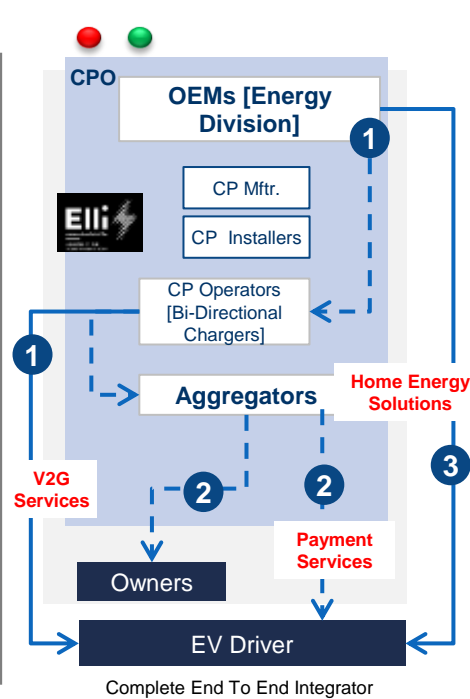 CPO
OEMs [Energy
Division]
1
CP Mftr.
Elli
CP Installers
CP Operators
[Bi-Directional
Chargers]
1
Home Energy
Solutions
Aggregators
3
V2G
Services
2
2
Payment
Services
Owners
EV Driver
Complete End To End Integrator